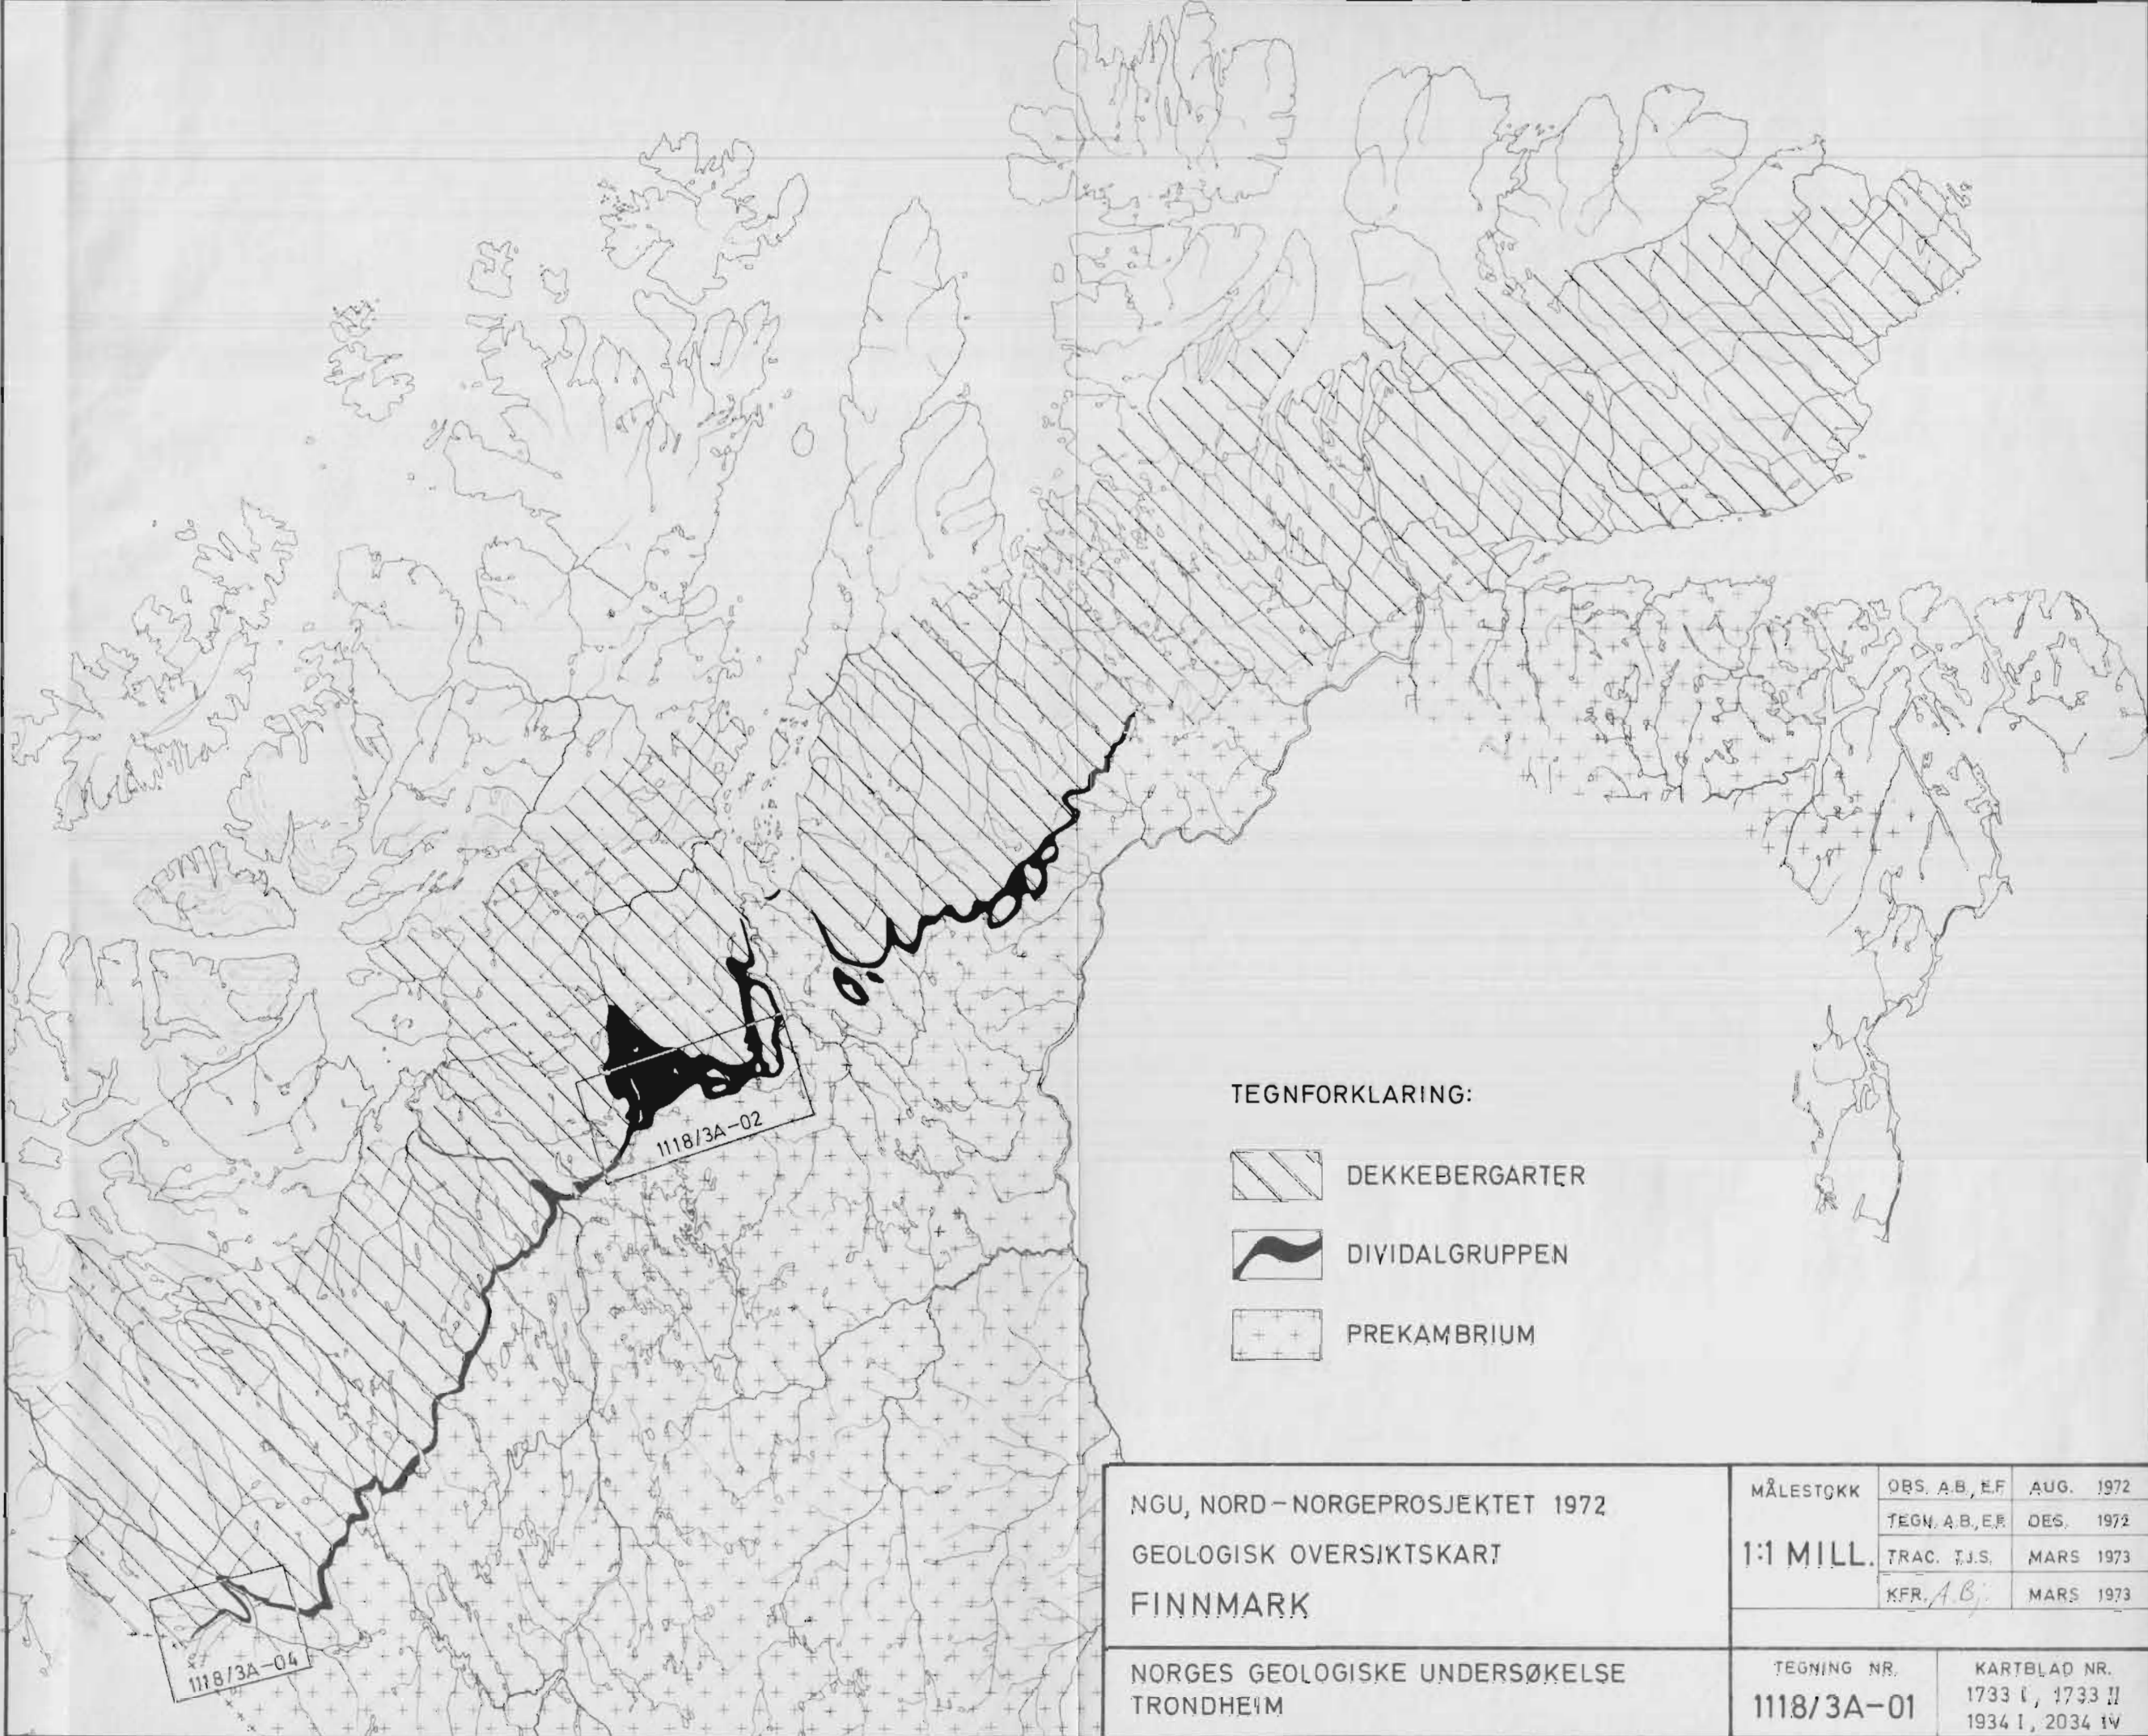 1118/3A-02
1118/3A-04
TEGNFORKLARING:
DEKKEBERGARTER
DIVIDALGRUPPEN
PREKAMBRIUM
NGU, NORD-NORGEPROSJEKTET 1972
GEOLOGISK OVERSIKTSKART
FINNMARK
NORGES GEOLOGISKE UNDERSØKELSE
TRONDHEIM
MÅLESTOKK
1:1 MILL.
OBS. A.B., E.F. AUG. 1972
TEGN. A.B., E.F. DES. 1972
TRAC. T.J.S. MARS 1973
KFR. A.B. MARS 1973
TEGNING NR.
1118/3A-01
KARTBLAD NR.
1733 I, 1733 II
1934 I, 2034 IV